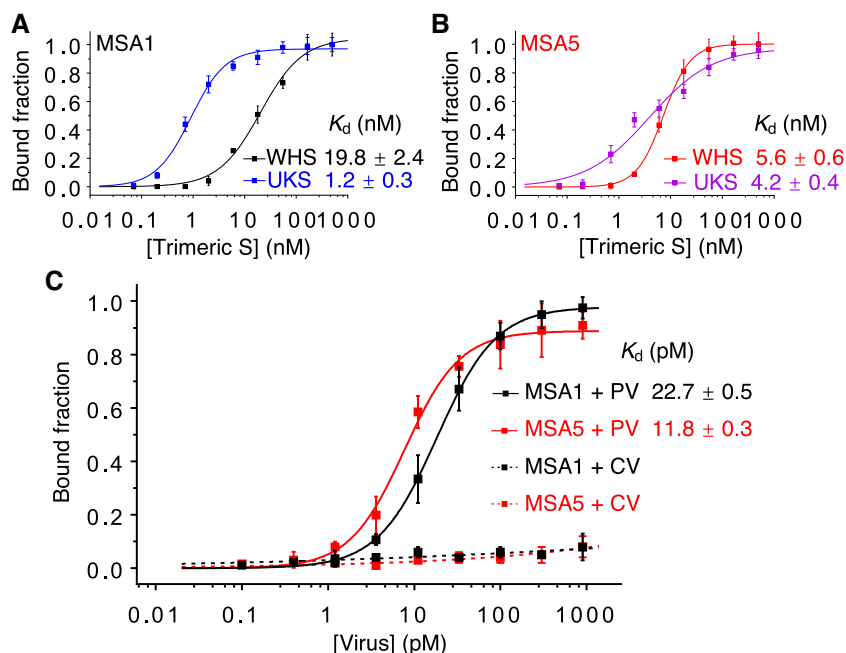 A
MSA1
1.0
0.8
0.6
0.4
0.2
0.0
Bound fraction
Kd (nM)
WHS 19.8 ± 2.4
UKS 1.2 ± 0.3
0.01 0.1 1 10 100 1000
[Trimeric S] (nM)
B
MSA5
1.0
0.8
0.6
0.4
0.2
0.0
Bound fraction
Kd (nM)
WHS 5.6 ± 0.6
UKS 4.2 ± 0.4
0.01 0.1 1 10 100 1000
[Trimeric S] (nM)
C
1.0
0.8
0.6
0.4
0.2
0.0
Bound fraction
Kd (pM)
MSA1 + PV 22.7 ± 0.5
MSA5 + PV 11.8 ± 0.3
MSA1 + CV
MSA5 + CV
0.01 0.1 1 10 100 1000
[Virus] (pM)